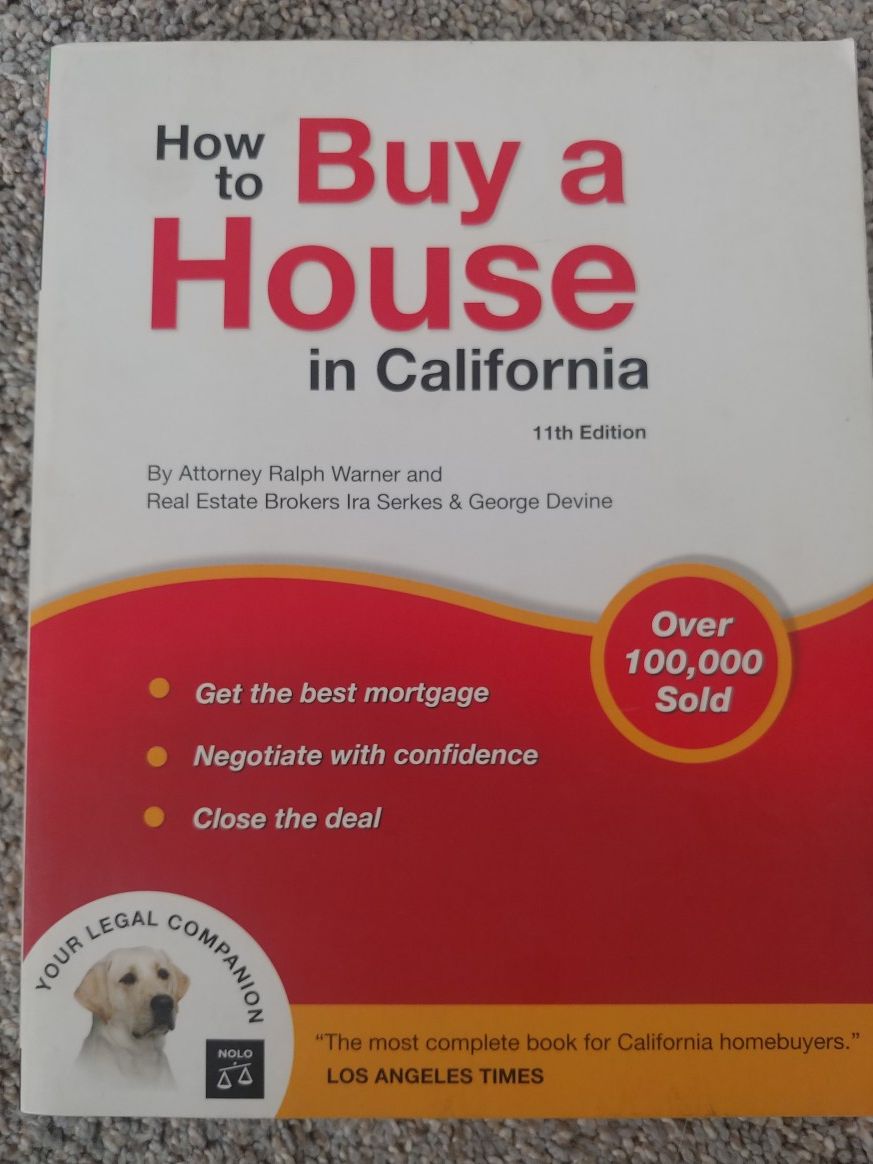 How
to
Buy a
House
in California
11th Edition
By Attorney Ralph Warner and
Real Estate Brokers Ira Serkes & George Devine
Over
100,000
Sold
Get the best mortgage
Negotiate with confidence
Close the deal
YOUR LEGAL COMPANION
NOLO
“The most complete book for California homebuyers.”
LOS ANGELES TIMES